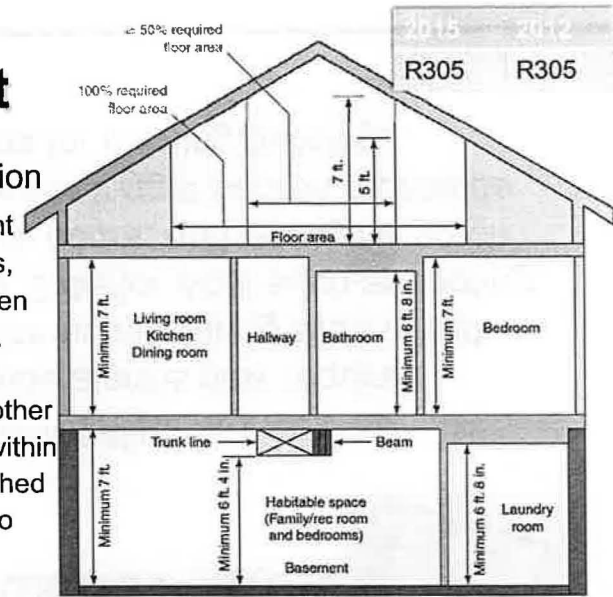 2015 2012
R305 R305
≥ 50% required
floor area
100% required
floor area
7 ft.
5 ft.
Floor area
Minimum 7 ft.
Living room
Kitchen
Dining room
Hallway
Bathroom
Minimum 6 ft. 8 in.
Minimum 7 ft.
Bedroom
Minimum 7 ft.
Trunk line
Beam
Minimum 6 ft. 4 in.
Habitable space
(Family/rec room
and bedrooms)
Basement
Minimum 6 ft. 8 in.
Laundry
room
t
ion
nt
s,
en
other
within
hed
o